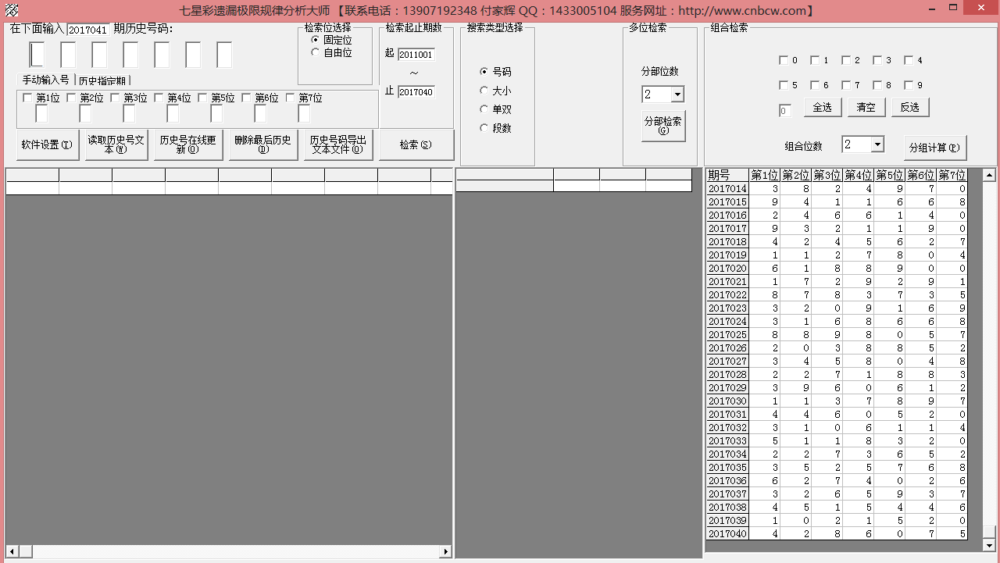 七星彩遗漏极限规律分析大师 【联系电话：13907192348 付家辉 QQ：1433005104 服务网址：http://www.cnbcw.com】
在下面输入 2017041 期历史号码:
手动输入号 历史指定期
第1位 第2位 第3位 第4位 第5位 第6位 第7位
检索位选择
固定位
自由位
检索起止期数
起 2011001
～
止 2017040
搜索类型选择
号码
大小
单双
段数
多位检索
分部位数
2
分部检索
(G)
组合检索
0 1 2 3 4
5 6 7 8 9
0 全选 清空 反选
组合位数 2 分组计算(P)
软件设置(T)
读取历史号文
本(Y)
历史号在线更
新(Q)
删除最后历史
(D)
历史号码导出
文本文件(Q)
检索(S)
期号 第1位 第2位 第3位 第4位 第5位 第6位 第7位
2017014 3 8 2 4 9 7 0
2017015 9 4 1 1 6 6 8
2017016 2 4 6 6 1 4 0
2017017 9 3 2 1 1 9 0
2017018 4 2 4 5 6 2 7
2017019 1 1 2 7 8 0 4
2017020 6 1 8 8 9 0 0
2017021 1 7 2 9 2 9 1
2017022 8 7 8 3 7 3 5
2017023 3 2 0 9 1 6 9
2017024 3 1 6 8 6 6 8
2017025 8 8 9 8 0 5 7
2017026 2 0 3 8 8 5 2
2017027 3 4 5 8 0 4 8
2017028 2 2 7 1 8 8 3
2017029 3 9 6 0 6 1 2
2017030 1 1 3 7 8 9 7
2017031 4 4 6 0 5 2 0
2017032 3 1 0 6 1 1 4
2017033 5 1 1 8 3 2 0
2017034 2 2 7 3 6 5 2
2017035 3 5 2 5 7 6 8
2017036 6 2 7 4 0 2 6
2017037 3 2 6 5 9 3 7
2017038 4 5 1 5 4 4 6
2017039 1 0 2 1 5 2 0
2017040 4 2 8 6 0 7 5